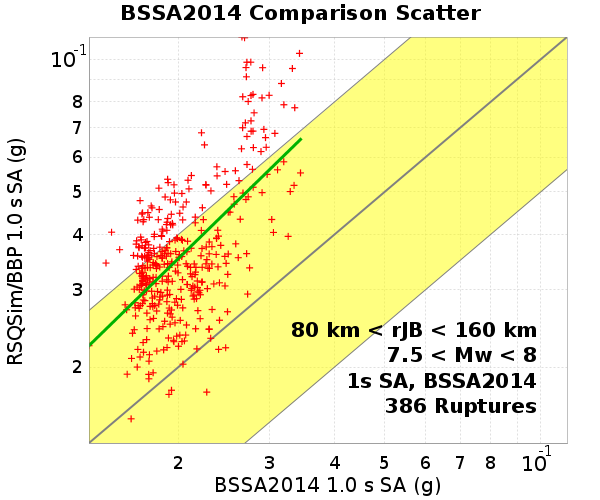 BSSA2014 Comparison Scatter
RSQSim/BBP 1.0 s SA (g)
10⁻¹
8
7
6
5
4
3
2
80 km < rJB < 160 km
7.5 < Mw < 8
1s SA, BSSA2014
386 Ruptures
2 3 4 5 6 7 8 10⁻¹
BSSA2014 1.0 s SA (g)